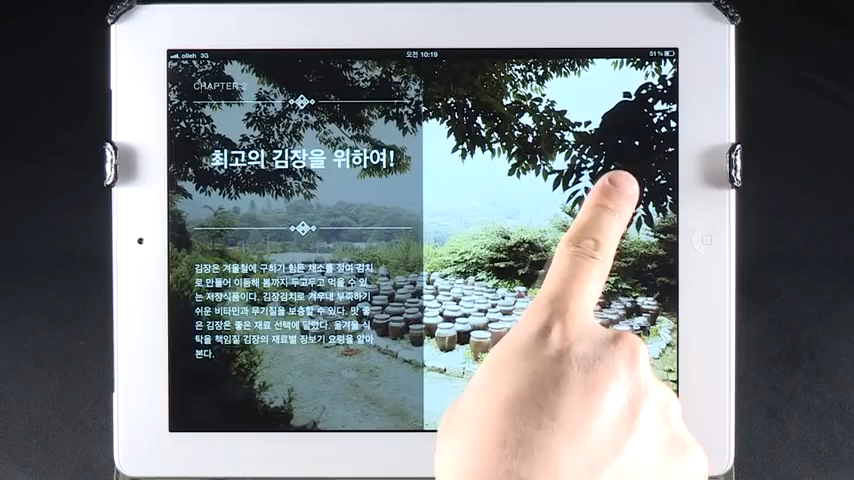 olleh 3G
오전 10:19
51%
CHAPTER 2
최고의 김장을 위하여!
김장은 겨울철에 구하기 힘든 채소를 절여 김치
로 만들어 이듬해 봄까지 두고두고 먹을 수 있
는 저장식품이다. 김장김치로 겨우내 부족하기
쉬운 비타민과 무기질을 보충할 수 있다. 맛 좋
은 김장은 좋은 재료 선택에 달렸다. 올겨울 식
탁을 책임질 김장의 재료별 장보기 요령을 알아
본다.